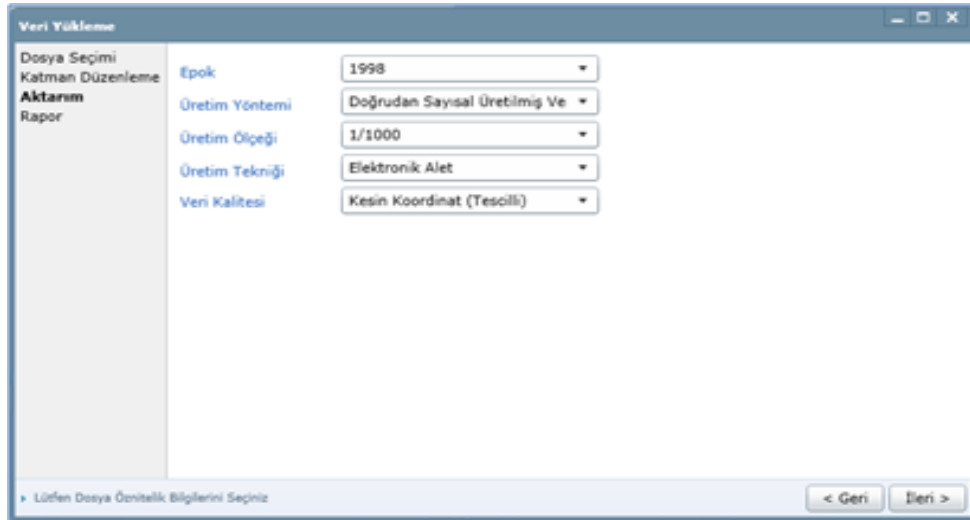 Veri Yükleme
Dosya Seçimi
Katman Düzenleme
Aktarım
Rapor
Epok 1998
Üretim Yöntemi Doğrudan Sayısal Üretilmiş Ve
Üretim Ölçeği 1/1000
Üretim Tekniği Elektronik Alet
Veri Kalitesi Kesin Koordinat (Tescilli)
Lütfen Dosya Öznitelik Bilgilerini Seçiniz
< Geri İleri >